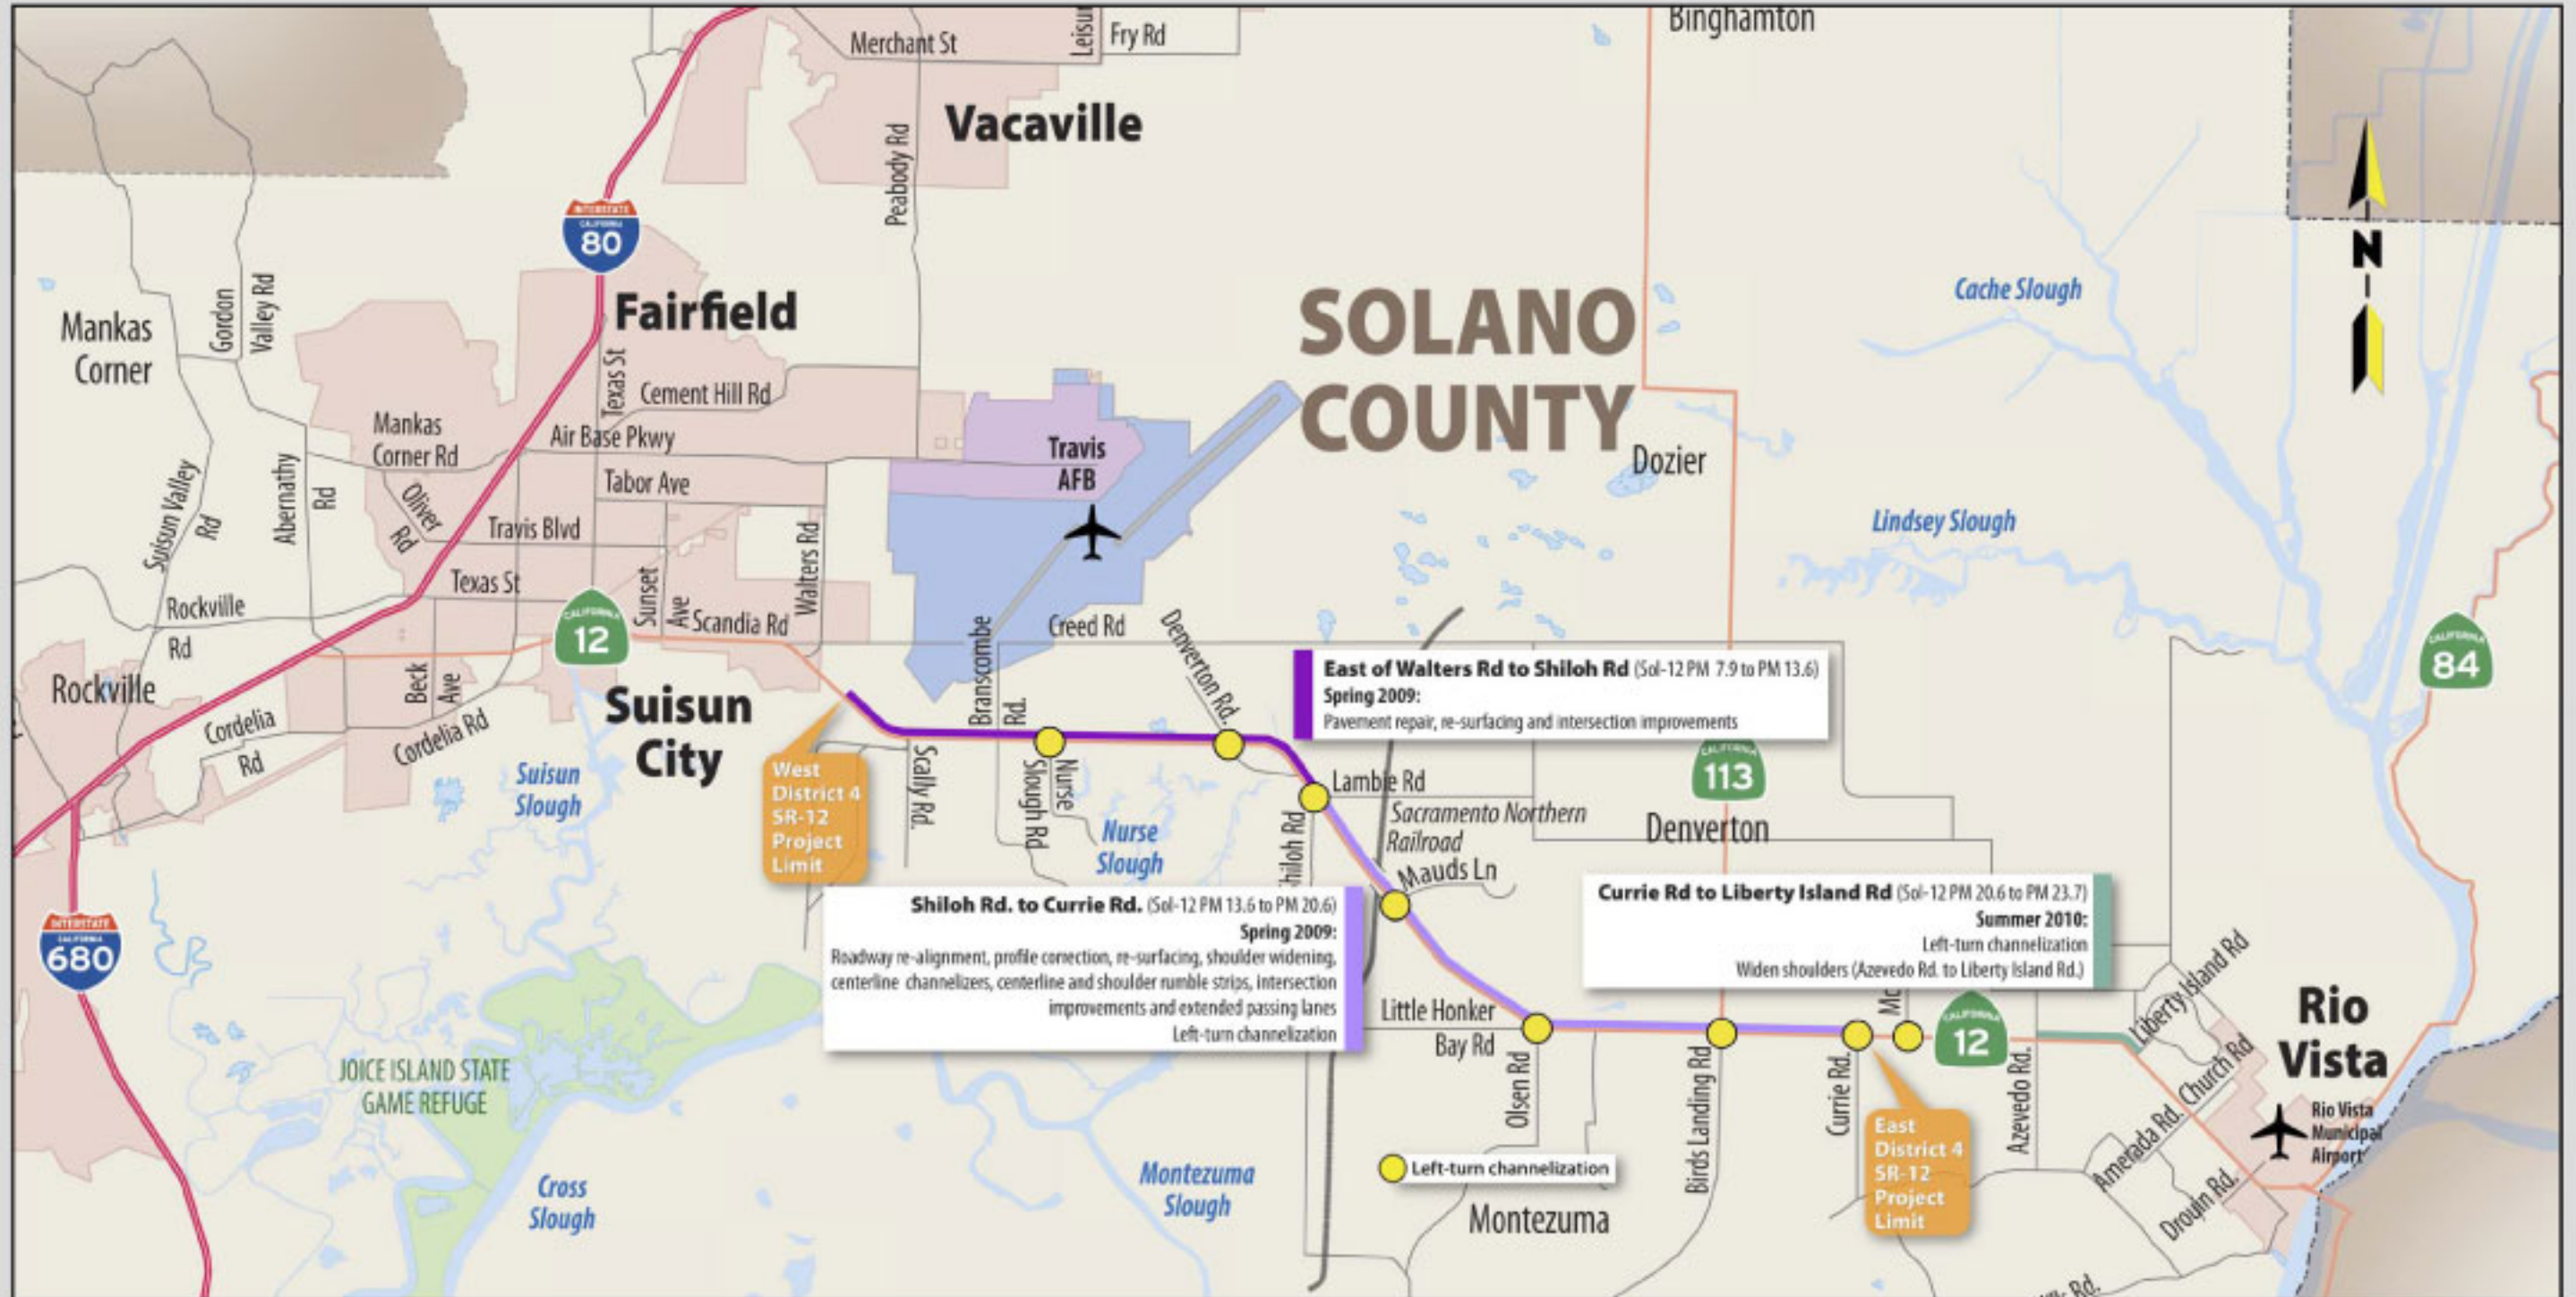 Binghamton
Merchant St
Leisu
Fry Rd
Vacaville
Peabody Rd
INTERSTATE
CALIFORNIA
80
Fairfield
Mankas
Corner
Gordon
Valley Rd
SOLANO
COUNTY
Cache Slough
N
Texas St
Cement Hill Rd
Mankas
Corner Rd
Air Base Pkwy
Travis
AFB
Dozier
Suisun Valley
Rd
Abernathy
Rd
Oliver
Rd
Tabor Ave
Travis Blvd
Walters Rd
Lindsey Slough
Texas St
Rockville
Rd
CALIFORNIA
12
Sunset
Ave
Scandia Rd
Creed Rd
Branscombe
Rd.
Denverton Rd.
CALIFORNIA
84
Rockville
Beck
Ave
Cordelia
Rd
Cordelia Rd
Suisun
City
East of Walters Rd to Shiloh Rd (Sol-12 PM 7.9 to PM 13.6)
Spring 2009:
Pavement repair, re-surfacing and intersection improvements
Suisun
Slough
West
District 4
SR-12
Project
Limit
Scally Rd.
Nurse
Slough Rd
Nurse
Slough
Lambie Rd
Sacramento Northern
Railroad
CALIFORNIA
113
Denverton
hiloh Rd
Mauds Ln
INTERSTATE
CALIFORNIA
680
Shiloh Rd. to Currie Rd. (Sol-12 PM 13.6 to PM 20.6)
Spring 2009:
Roadway re-alignment, profile correction, re-surfacing, shoulder widening,
centerline channelizers, centerline and shoulder rumble strips, intersection
improvements and extended passing lanes
Left-turn channelization
Currie Rd to Liberty Island Rd (Sol-12 PM 20.6 to PM 23.7)
Summer 2010:
Left-turn channelization
Widen shoulders (Azevedo Rd. to Liberty Island Rd.)
Little Honker
Bay Rd
Mc
CALIFORNIA
12
Liberty Island Rd
Rio
Vista
JOICE ISLAND STATE
GAME REFUGE
Olsen Rd
Birds Landing Rd
Currie Rd.
Azevedo Rd.
Church Rd
Amerada Rd.
Drouin Rd.
Rio Vista
Municipal
Airport
East
District 4
SR-12
Project
Limit
Cross
Slough
Montezuma
Slough
Left-turn channelization
Montezuma
Rd.